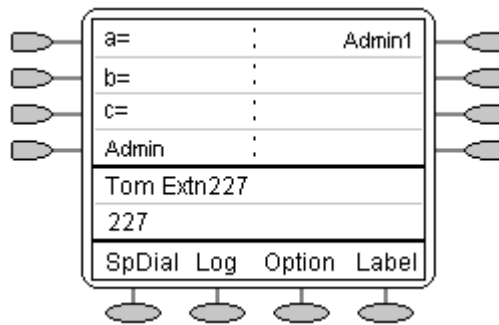 a= Admin1
b=
c=
Admin
Tom Extn227
227
SpDial Log Option Label